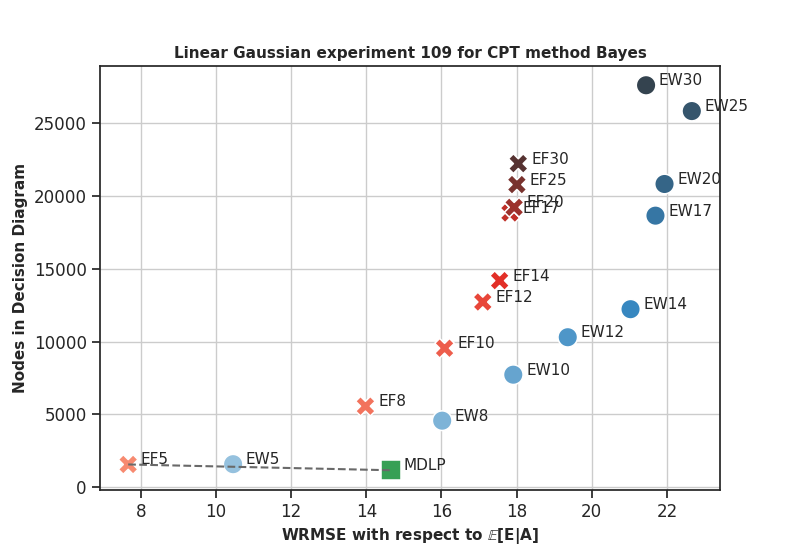 Linear Gaussian experiment 109 for CPT method Bayes
Nodes in Decision Diagram
25000
20000
15000
10000
5000
0
EW30
EW25
EF30
EF25
EW20
EF20
EF17
EW17
EF14
EF12
EW14
EW12
EF10
EW10
EF8
EW8
EF5
EW5
MDLP
8
10
12
14
16
18
20
22
WRMSE with respect to 𝔼[E|A]